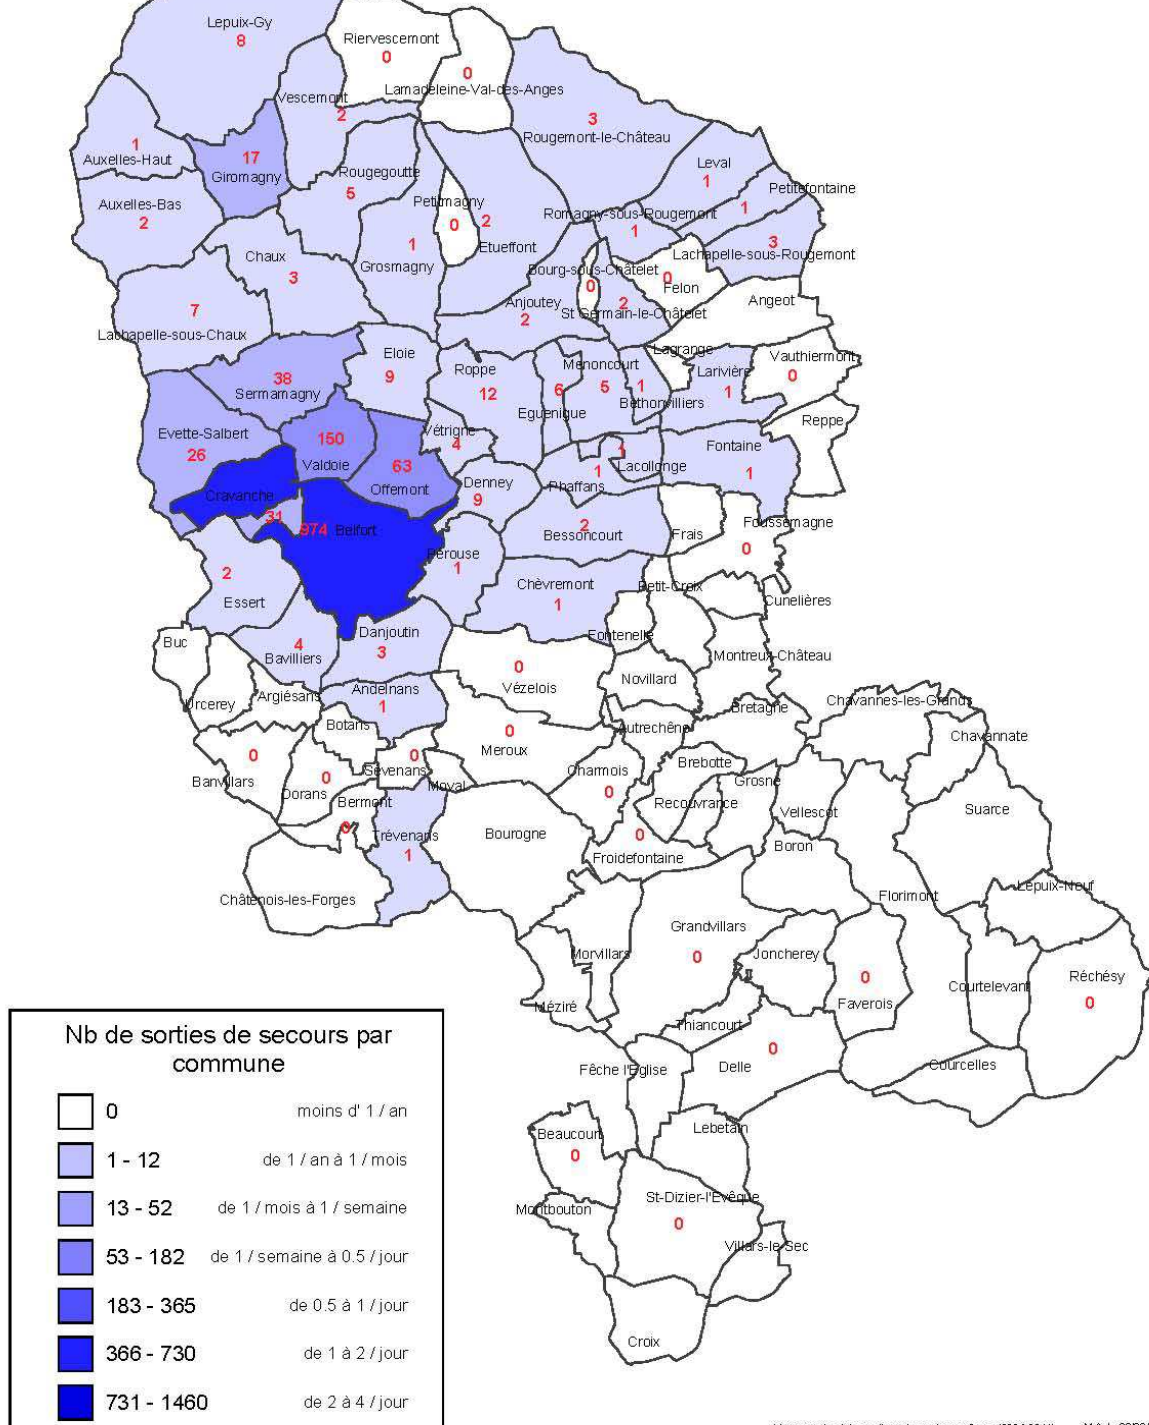 Lepuix-Gy
8
Riervescemont
0
0
Lamadeleine-Val-des-Anges
Vescemont
2
3
Rougemont-le-Château
1
Auxelles-Haut
17
Giromagny
Rougegoutte
5
Leval
1
Petitefontaine
1
Auxelles-Bas
2
Petitmagny
0
2
Etueffont
Romagny-sous-Rougemont
1
3
Lachapelle-sous-Rougemont
Chaux
3
1
Grosmagny
Bourg-sous-Châtelet
0
0
Felon
Angeot
7
Lachapelle-sous-Chaux
Anjoutey
2
2
St Germain-le-Châtelet
Eloie
9
Roppe
12
Menoncourt
5
Lagrange
Larivière
1
Vauthiermont
0
38
Sermamagny
6
Eguenigue
1
Bethonvilliers
Reppe
Evette-Salbert
26
150
Valdoie
63
Offemont
Vétrigne
4
1
Lacollonge
Fontaine
1
Denney
9
1
Phaffans
Cravanche
31
974
Belfort
2
Bessoncourt
Frais
Foussemagne
0
Pérouse
1
2
Essert
Chèvremont
1
Petit-Croix
Cunelières
Fontenelle
Buc
4
Bavilliers
Danjoutin
3
Montreux-Château
0
Vézelois
Novillard
Urcerey
Argiésans
Andelnans
1
Bretagne
Chavannes-les-Grands
Chavannate
Botans
0
Meroux
Autrechêne
0
Banvillars
0
Dorans
0
Sévenans
Moval
Charmois
0
Brebotte
Grosne
Recouvrance
Vellescot
Suarce
Bermont
0
Trévenans
1
Bourogne
0
Froidefontaine
Boron
Châtenois-les-Forges
Florimont
Lepuix-Neuf
Grandvillars
0
Morvillars
Joncherey
0
Faverois
Courtelevant
Réchésy
0
Méziré
Thiancourt
Fêche l'Eglise
Delle
0
Courcelles
Beaucourt
0
Lebetain
Montbouton
St-Dizier-l'Evêque
0
Villars-le-Sec
Croix
Nb de sorties de secours par
commune
0 moins d' 1 / an
1 - 12 de 1 / an à 1 / mois
13 - 52 de 1 / mois à 1 / semaine
53 - 182 de 1 / semaine à 0.5 / jour
183 - 365 de 0.5 à 1 / jour
366 - 730 de 1 à 2 / jour
731 - 1460 de 2 à 4 / jour